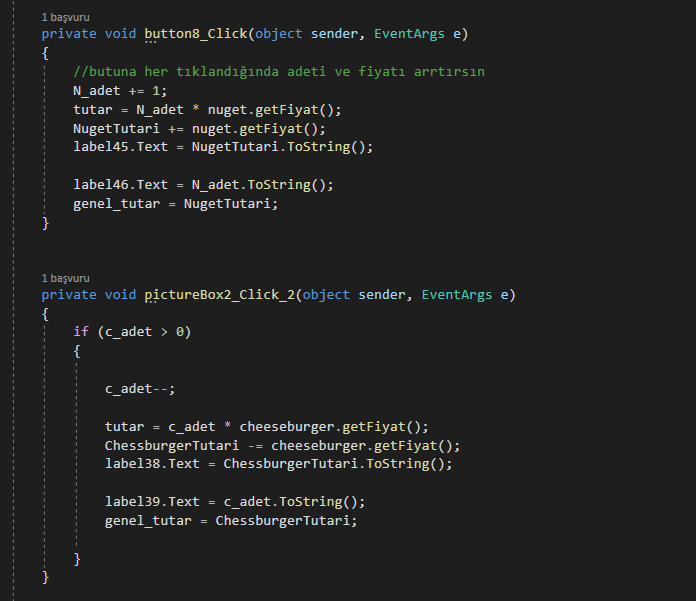 1 başvuru
private void button8_Click(object sender, EventArgs e)
{
//butuna her tıklandığında adeti ve fiyatı arrtırsın
N_adet += 1;
tutar = N_adet * nuget.getFiyat();
NugetTutari += nuget.getFiyat();
label45.Text = NugetTutari.ToString();
label46.Text = N_adet.ToString();
genel_tutar = NugetTutari;
}
1 başvuru
private void pictureBox2_Click_2(object sender, EventArgs e)
{
if (c_adet > 0)
{
c_adet--;
tutar = c_adet * cheeseburger.getFiyat();
ChessburgerTutari -= cheeseburger.getFiyat();
label38.Text = ChessburgerTutari.ToString();
label39.Text = c_adet.ToString();
genel_tutar = ChessburgerTutari;
}
}